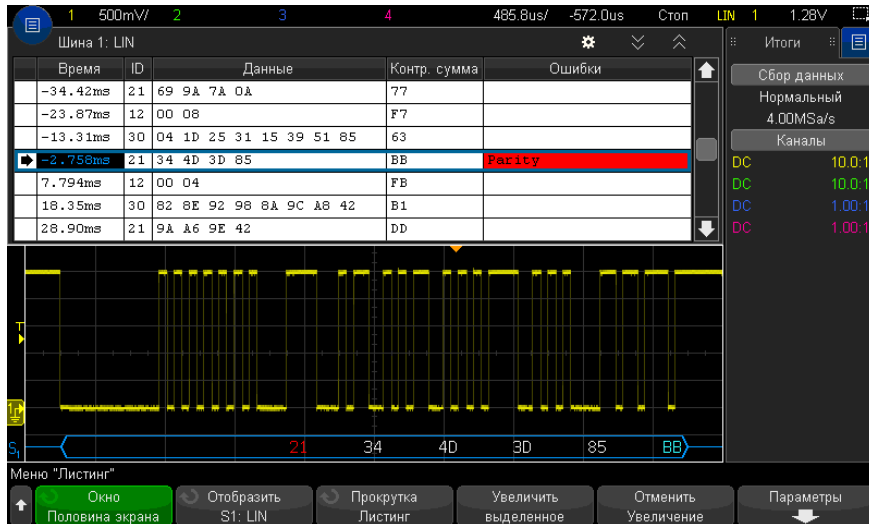 1 500mV/ 2 3 4 485.8us/ -572.0us Стоп LIN 1 1.28V
Шина 1: LIN
Итоги
Время ID Данные Контр. сумма Ошибки
-34.42ms 21 69 9A 7A 0A 77
-23.87ms 12 00 08 F7
-13.31ms 30 04 1D 25 31 15 39 51 85 63
-2.758ms 21 34 4D 3D 85 BB Parity
7.794ms 12 00 04 FB
18.35ms 30 82 8E 92 98 8A 9C A8 42 B1
28.90ms 21 9A A6 9E 42 DD
Сбор данных
Нормальный
4.00MSa/s
Каналы
DC 10.0:1
DC 10.0:1
DC 1.00:1
DC 1.00:1
T
1
S1 21 34 4D 3D 85 BB
Меню "Листинг"
Окно
Половина экрана
Отобразить
S1: LIN
Прокрутка
Листинг
Увеличить
выделенное
Отменить
Увеличение
Параметры